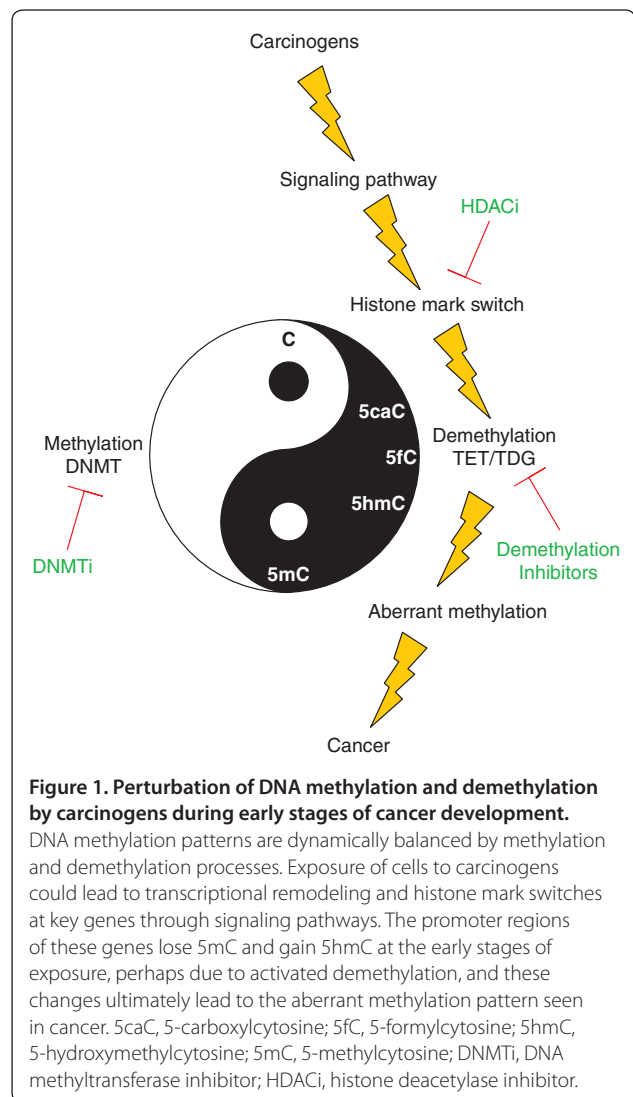 Carcinogens
Signaling pathway
HDACi
Histone mark switch
C
5caC
Methylation
DNMT
5fC
Demethylation
TET/TDG
5hmC
DNMTi
5mC
Demethylation
Inhibitors
Aberrant methylation
Cancer
Figure 1. Perturbation of DNA methylation and demethylation
by carcinogens during early stages of cancer development.
DNA methylation patterns are dynamically balanced by methylation
and demethylation processes. Exposure of cells to carcinogens
could lead to transcriptional remodeling and histone mark switches
at key genes through signaling pathways. The promoter regions
of these genes lose 5mC and gain 5hmC at the early stages of
exposure, perhaps due to activated demethylation, and these
changes ultimately lead to the aberrant methylation pattern seen
in cancer. 5caC, 5-carboxylcytosine; 5fC, 5-formylcytosine; 5hmC,
5-hydroxymethylcytosine; 5mC, 5-methylcytosine; DNMTi, DNA
methyltransferase inhibitor; HDACi, histone deacetylase inhibitor.